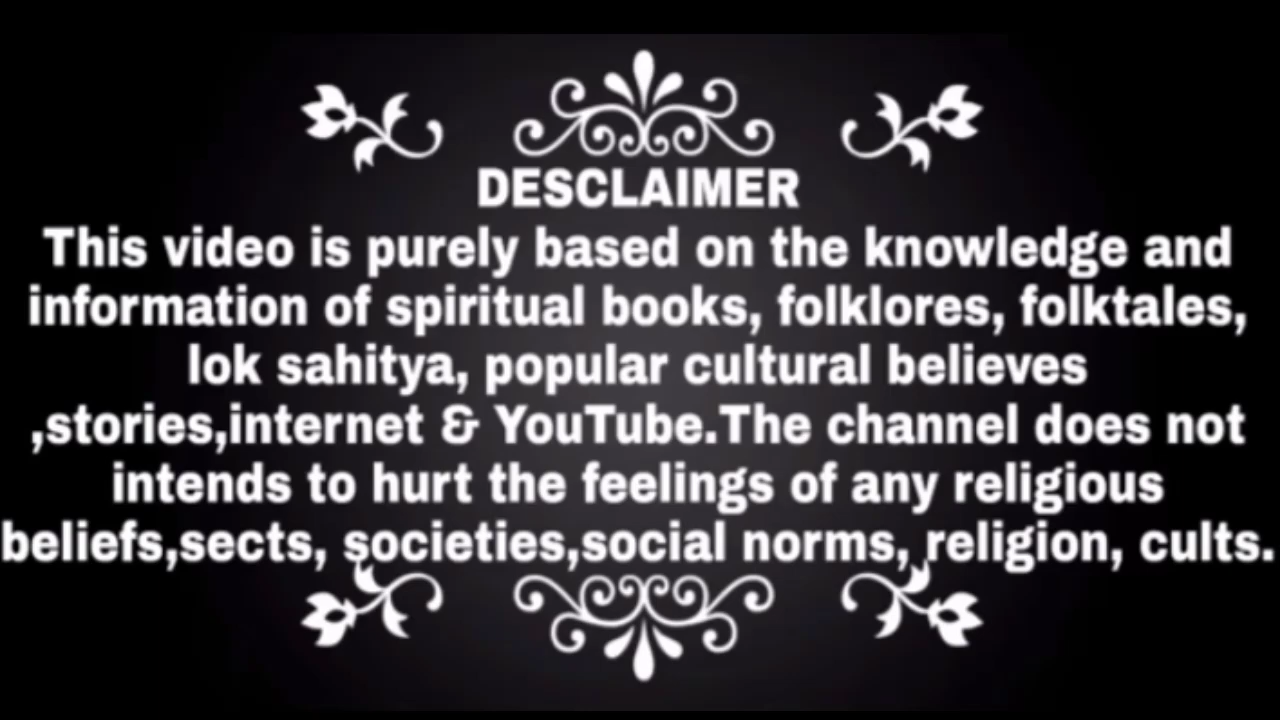 DESCLAIMER
This video is purely based on the knowledge and
information of spiritual books, folklores, folktales,
lok sahitya, popular cultural believes
,stories,internet & YouTube.The channel does not
intends to hurt the feelings of any religious
beliefs,sects, societies,social norms, religion, cults.